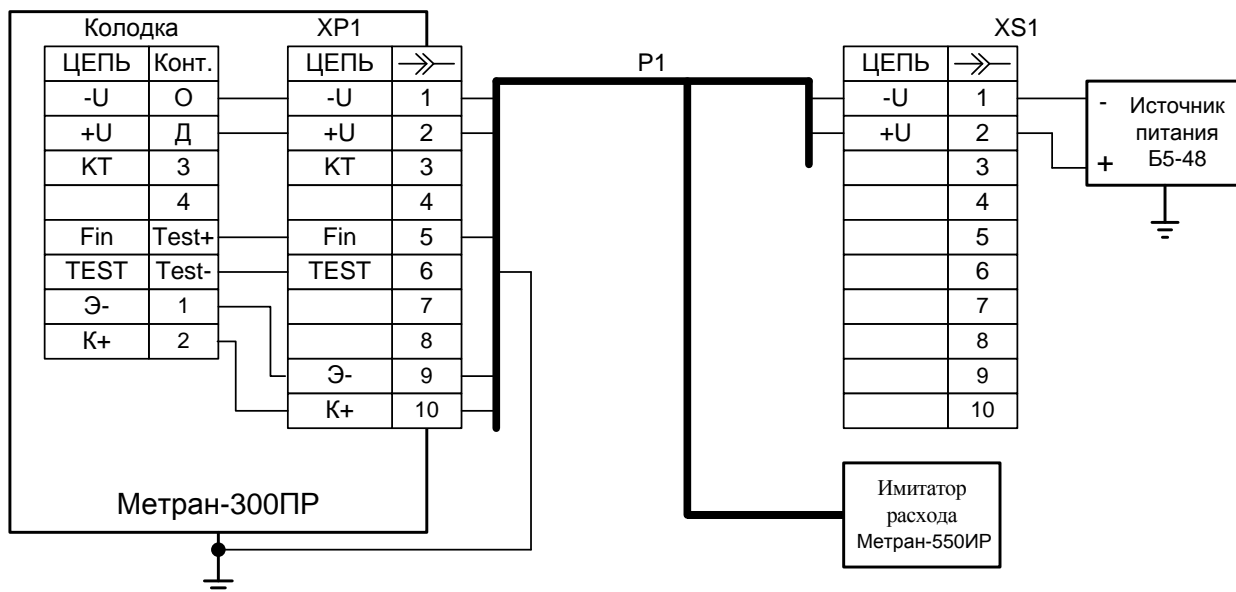 Колодка
ЦЕПЬ Конт.
-U О
+U Д
KT 3
4
Fin Test+
TEST Test-
Э- 1
К+ 2
XP1
ЦЕПЬ
-U 1
+U 2
KT 3
4
Fin 5
TEST 6
7
8
Э- 9
К+ 10
Метран-300ПР
P1
XS1
ЦЕПЬ
-U 1
+U 2
3
4
5
6
7
8
9
10
- Источник
питания
+ Б5-48
Имитатор
расхода
Метран-550ИР